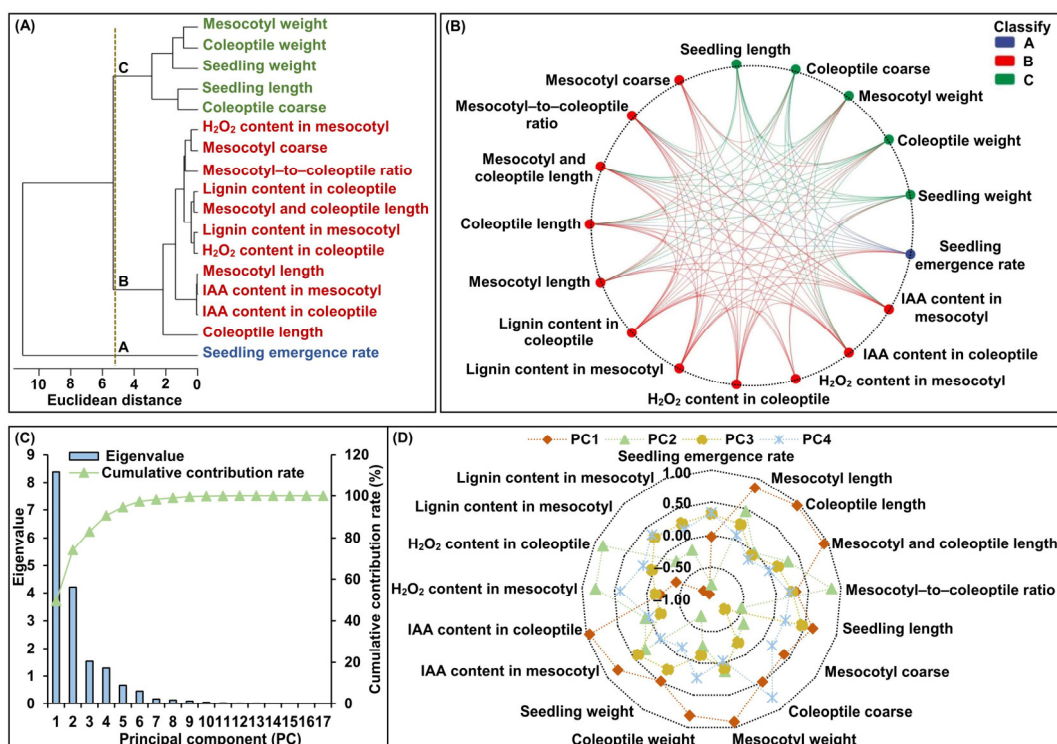 (A)
Mesocotyl weight
Coleoptile weight
Seedling weight
Seedling length
Coleoptile coarse
H₂O₂ content in mesocotyl
Mesocotyl coarse
Mesocotyl–to–coleoptile ratio
Lignin content in coleoptile
Mesocotyl and coleoptile length
Lignin content in mesocotyl
H₂O₂ content in coleoptile
Mesocotyl length
IAA content in mesocotyl
IAA content in coleoptile
Coleoptile length
Seedling emergence rate
C
B
A
10 8 6 4 2 0
Euclidean distance
(B)
Classify
A
B
C
Seedling length
Coleoptile coarse
Mesocotyl weight
Coleoptile weight
Seedling weight
Seedling
emergence rate
IAA content in
mesocotyl
IAA content in coleoptile
H₂O₂ content in mesocotyl
H₂O₂ content in coleoptile
Lignin content in mesocotyl
Lignin content in
coleoptile
Mesocotyl length
Coleoptile length
Mesocotyl and
coleoptile length
Mesocotyl–to–coleoptile
ratio
Mesocotyl coarse
(C)
Eigenvalue
Cumulative contribution rate
9
8
7
6
5
4
3
2
1
0
Eigenvalue
120
100
80
60
40
20
0
Cumulative contribution rate (%)
1 2 3 4 5 6 7 8 9 10 11 12 13 14 15 16 17
Principal component (PC)
(D)
PC1 PC2 PC3 PC4
Seedling emergence rate
Mesocotyl length
Coleoptile length
Mesocotyl and coleoptile length
Mesocotyl–to–coleoptile ratio
Seedling length
Mesocotyl coarse
Coleoptile coarse
Mesocotyl weight
Coleoptile weight
Seedling weight
IAA content in mesocotyl
IAA content in coleoptile
H₂O₂ content in mesocotyl
H₂O₂ content in coleoptile
Lignin content in mesocotyl
Lignin content in mesocotyl
1.00
0.50
0.00
−0.50
−1.00